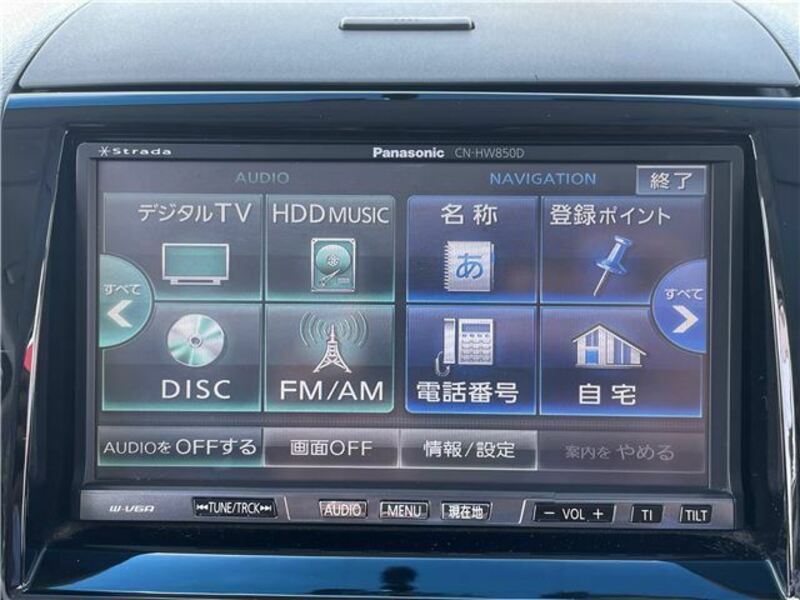 Strada Panasonic CN-HW850D
AUDIO NAVIGATION 終了
デジタルTV HDD MUSIC 名称 登録ポイント
あ
すべて すべて
DISC FM/AM 電話番号 自宅
AUDIOを OFFする 画面OFF 情報/設定 案内を やめる
W-VGA TUNE/TRCK AUDIO MENU 現在地 − VOL + TI TILT